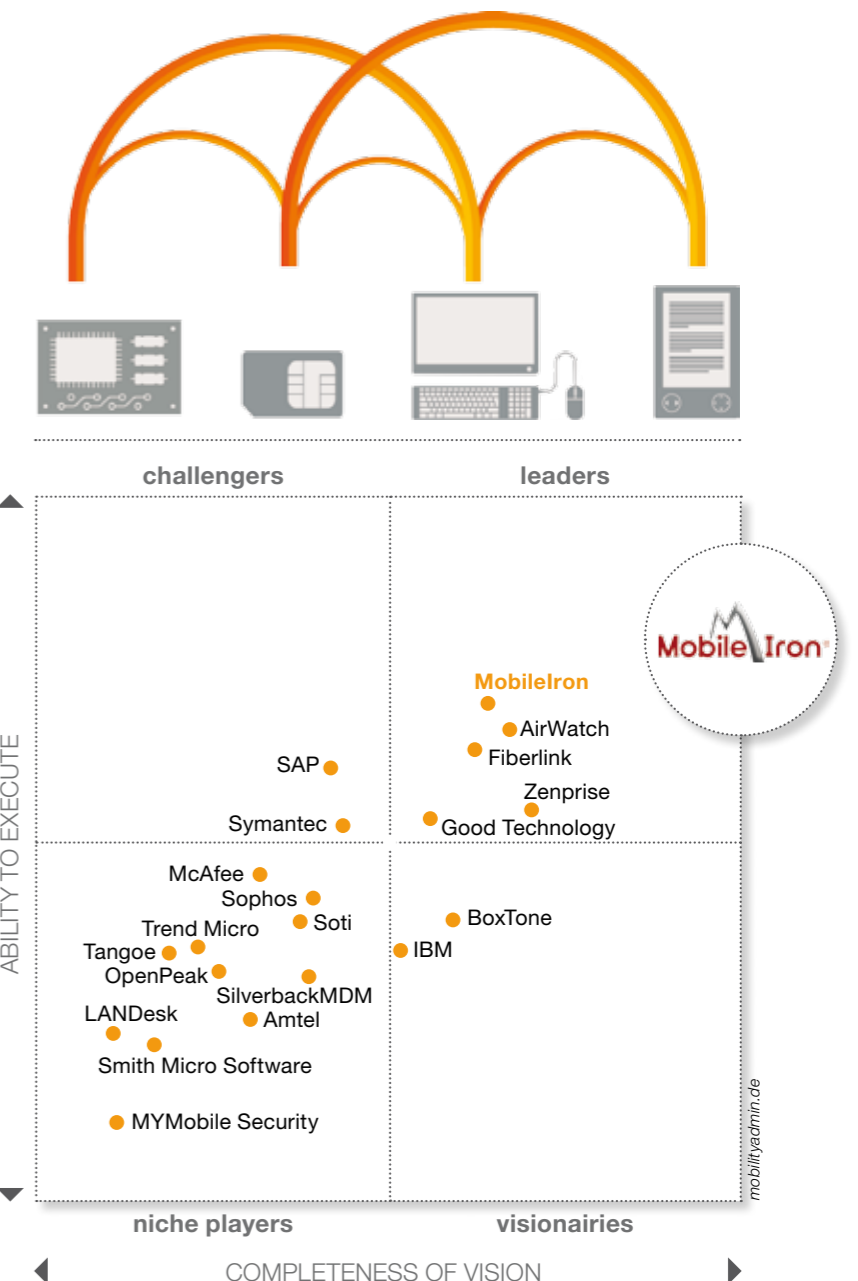 challengers
leaders
ABILITY TO EXECUTE
MobileIron
MobileIron
AirWatch
Fiberlink
SAP
Zenprise
Symantec
Good Technology
McAfee
Sophos
BoxTone
Soti
Trend Micro
Tangoe
IBM
OpenPeak
SilverbackMDM
LANDesk
Amtel
Smith Micro Software
MYMobile Security
mobilityadmin.de
niche players
visionairies
COMPLETENESS OF VISION